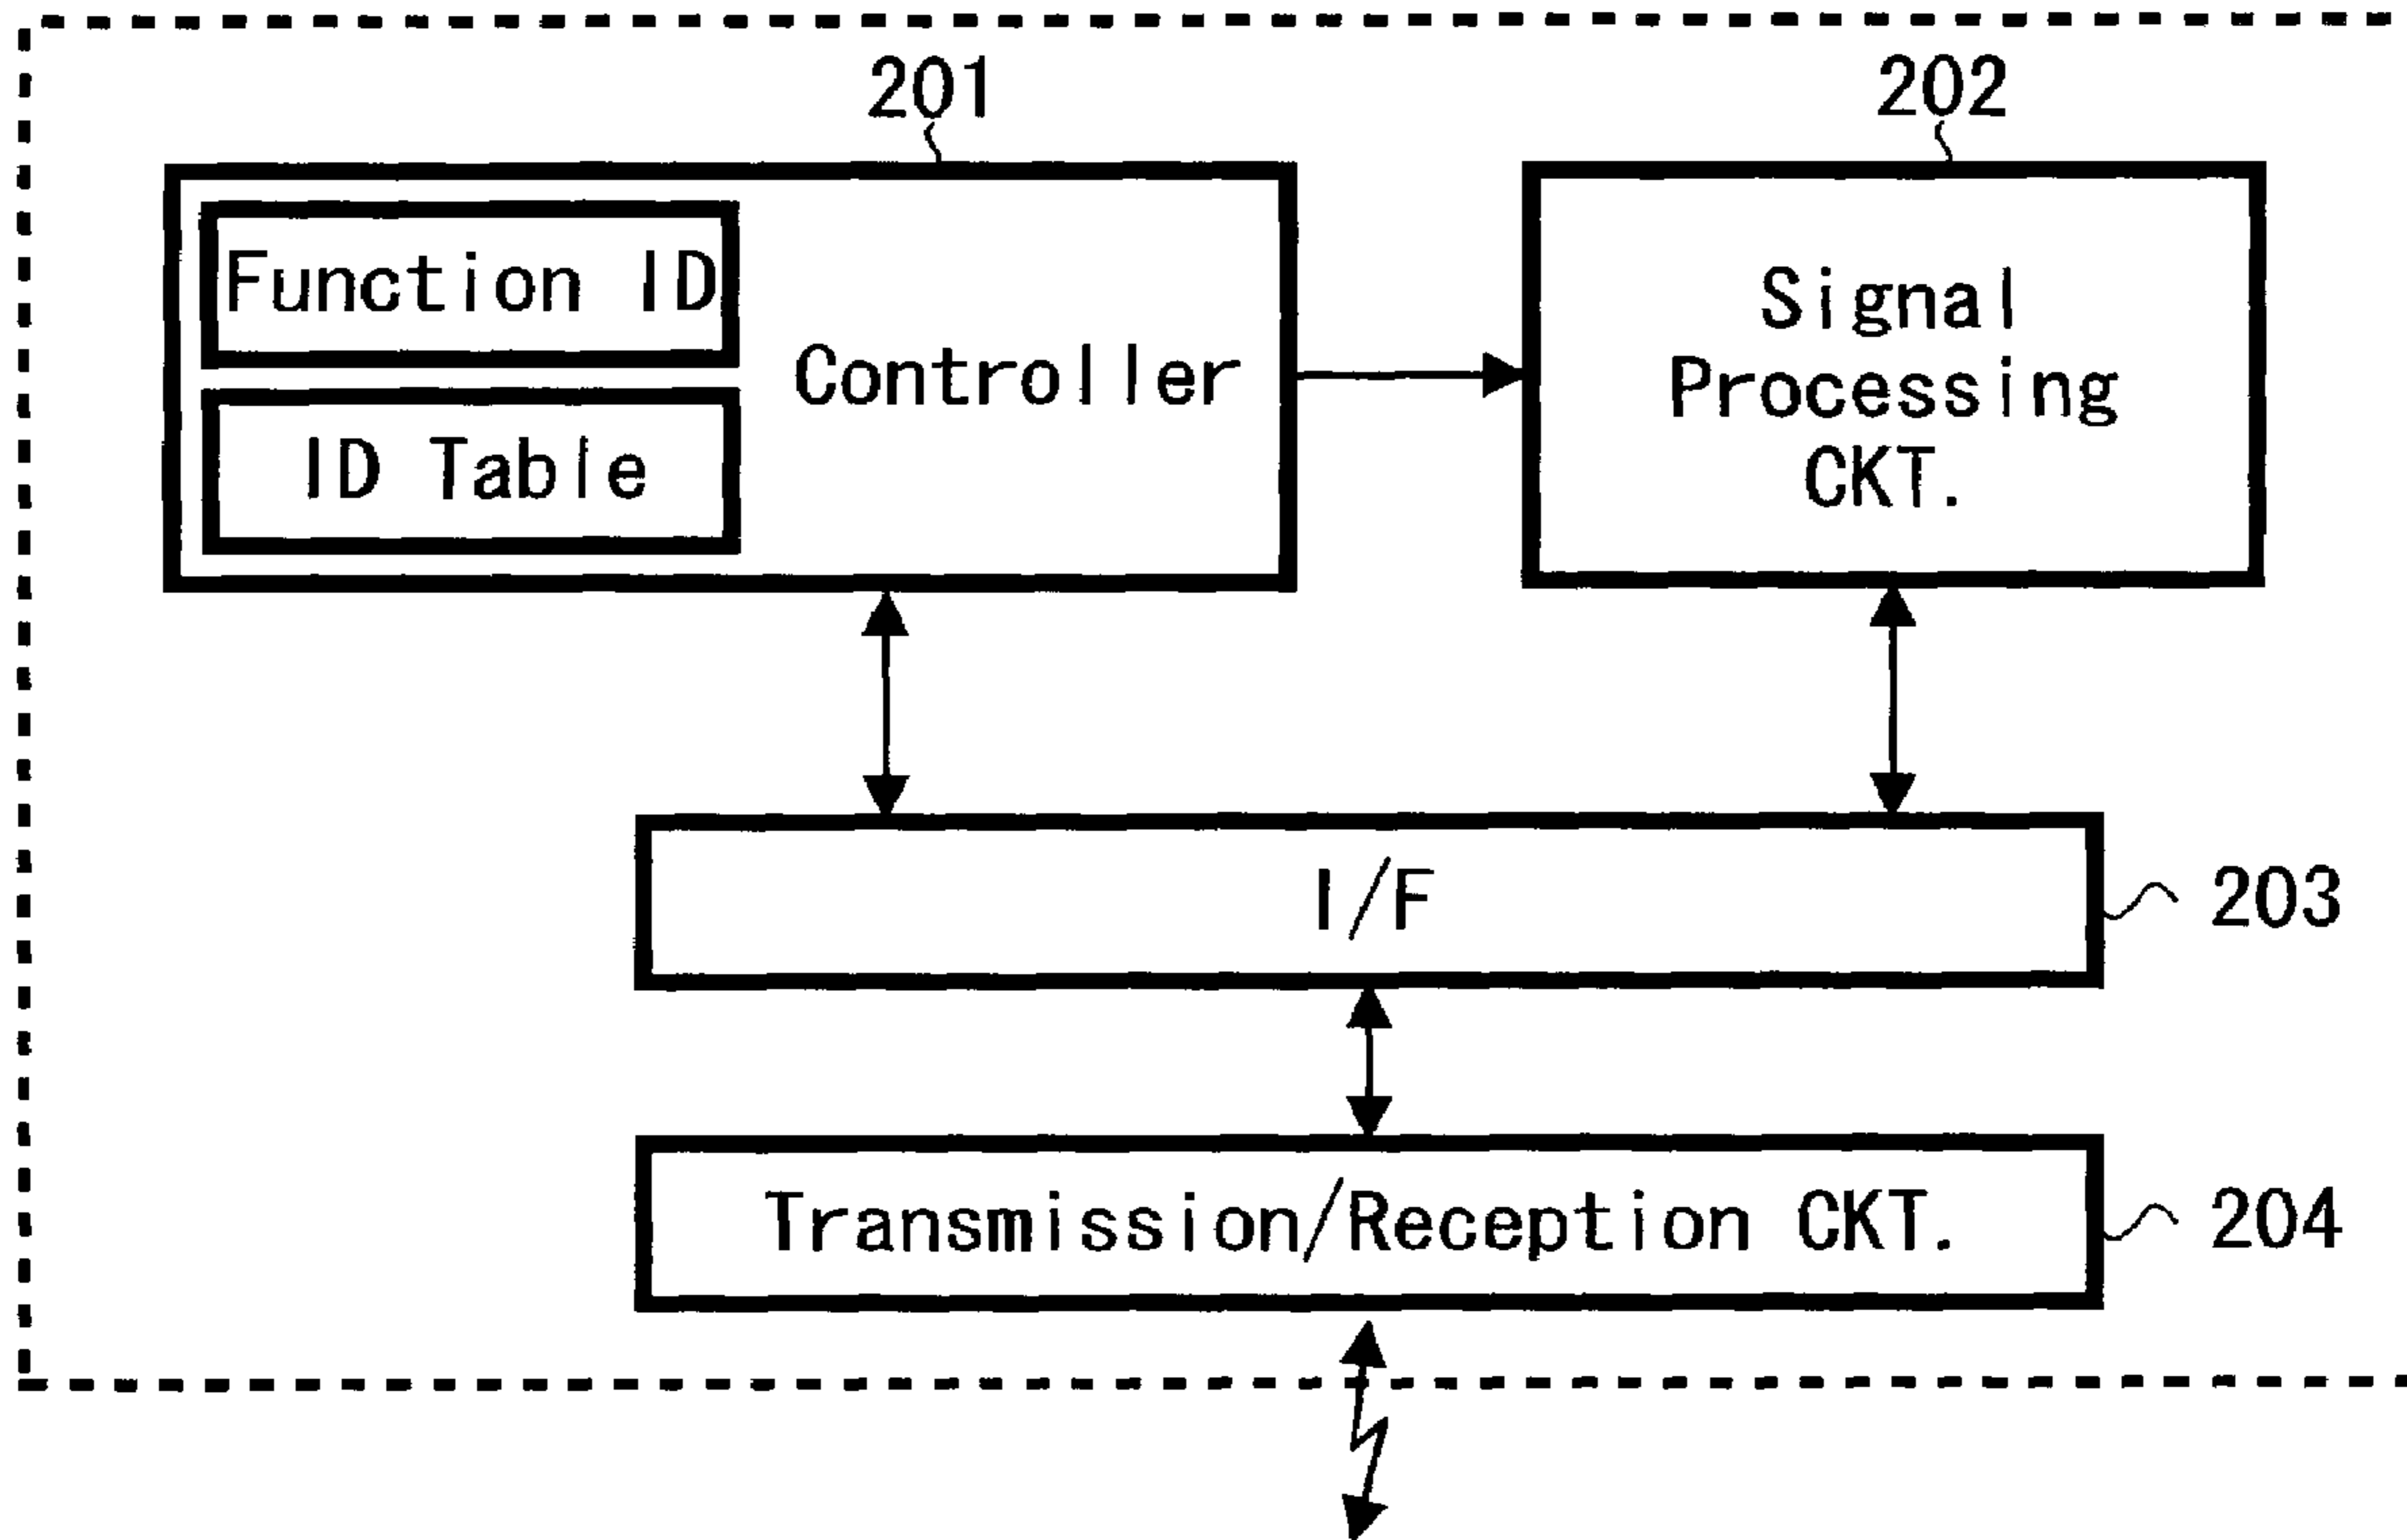 201
202
Function ID
Controller
ID Table
Signal
Processing
CKT.
I/F
203
Transmission/Reception CKT.
204